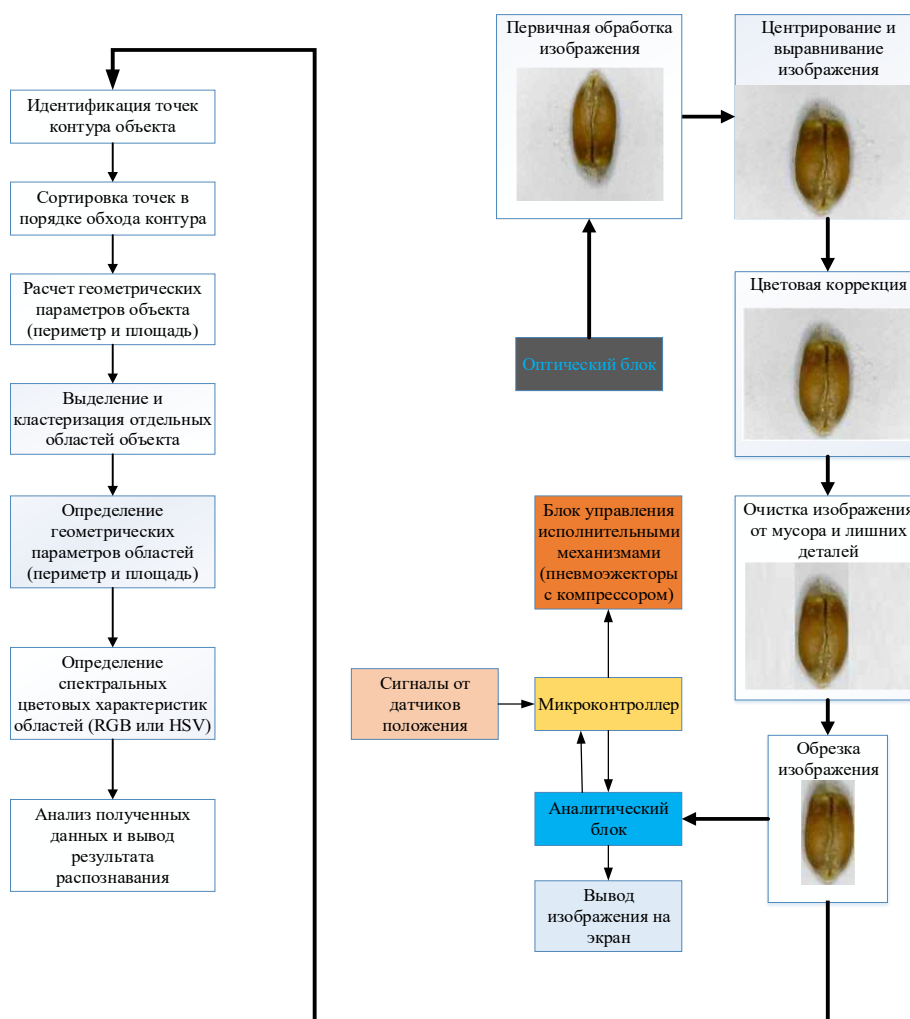 Идентификация точек
контура объекта
Сортировка точек в
порядке обхода контура
Расчет геометрических
параметров объекта
(периметр и площадь)
Выделение и
кластеризация отдельных
областей объекта
Определение
геометрических
параметров областей
(периметр и площадь)
Определение
спектральных
цветовых характеристик
областей (RGB или HSV)
Анализ полученных
данных и вывод
результата
распознавания
Первичная обработка
изображения
Центрирование и
выравнивание
изображения
Цветовая коррекция
Оптический блок
Очистка изображения
от мусора и лишних
деталей
Блок управления
исполнительными
механизмами
(пневмоэжекторы
с компрессором)
Сигналы от
датчиков
положения
Микроконтроллер
Обрезка
изображения
Аналитический
блок
Вывод
изображения на
экран